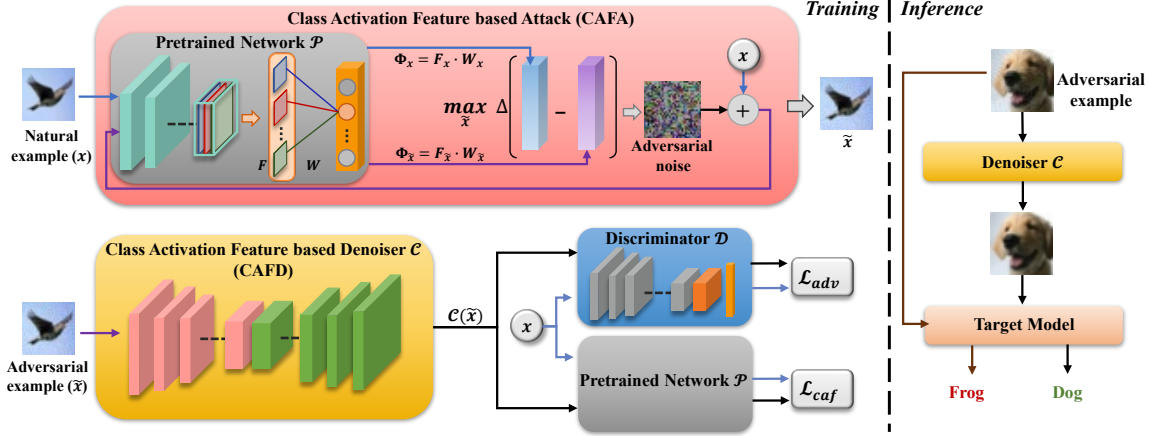 Class Activation Feature based Attack (CAFA)
Training
Inference
Pretrained Network 𝒫
Φₓ = Fₓ · Wₓ
x
Natural
example (x)
max Δ
x̃
−
+
F
W
Φₓ̃ = Fₓ̃ · Wₓ̃
Adversarial
noise
x̃
Class Activation Feature based Denoiser 𝒞
(CAFD)
Adversarial
example (x̃)
𝒞(x̃)
x
Discriminator 𝒟
ℒadv
Pretrained Network 𝒫
ℒcaf
Adversarial
example
Denoiser 𝒞
Target Model
Frog
Dog